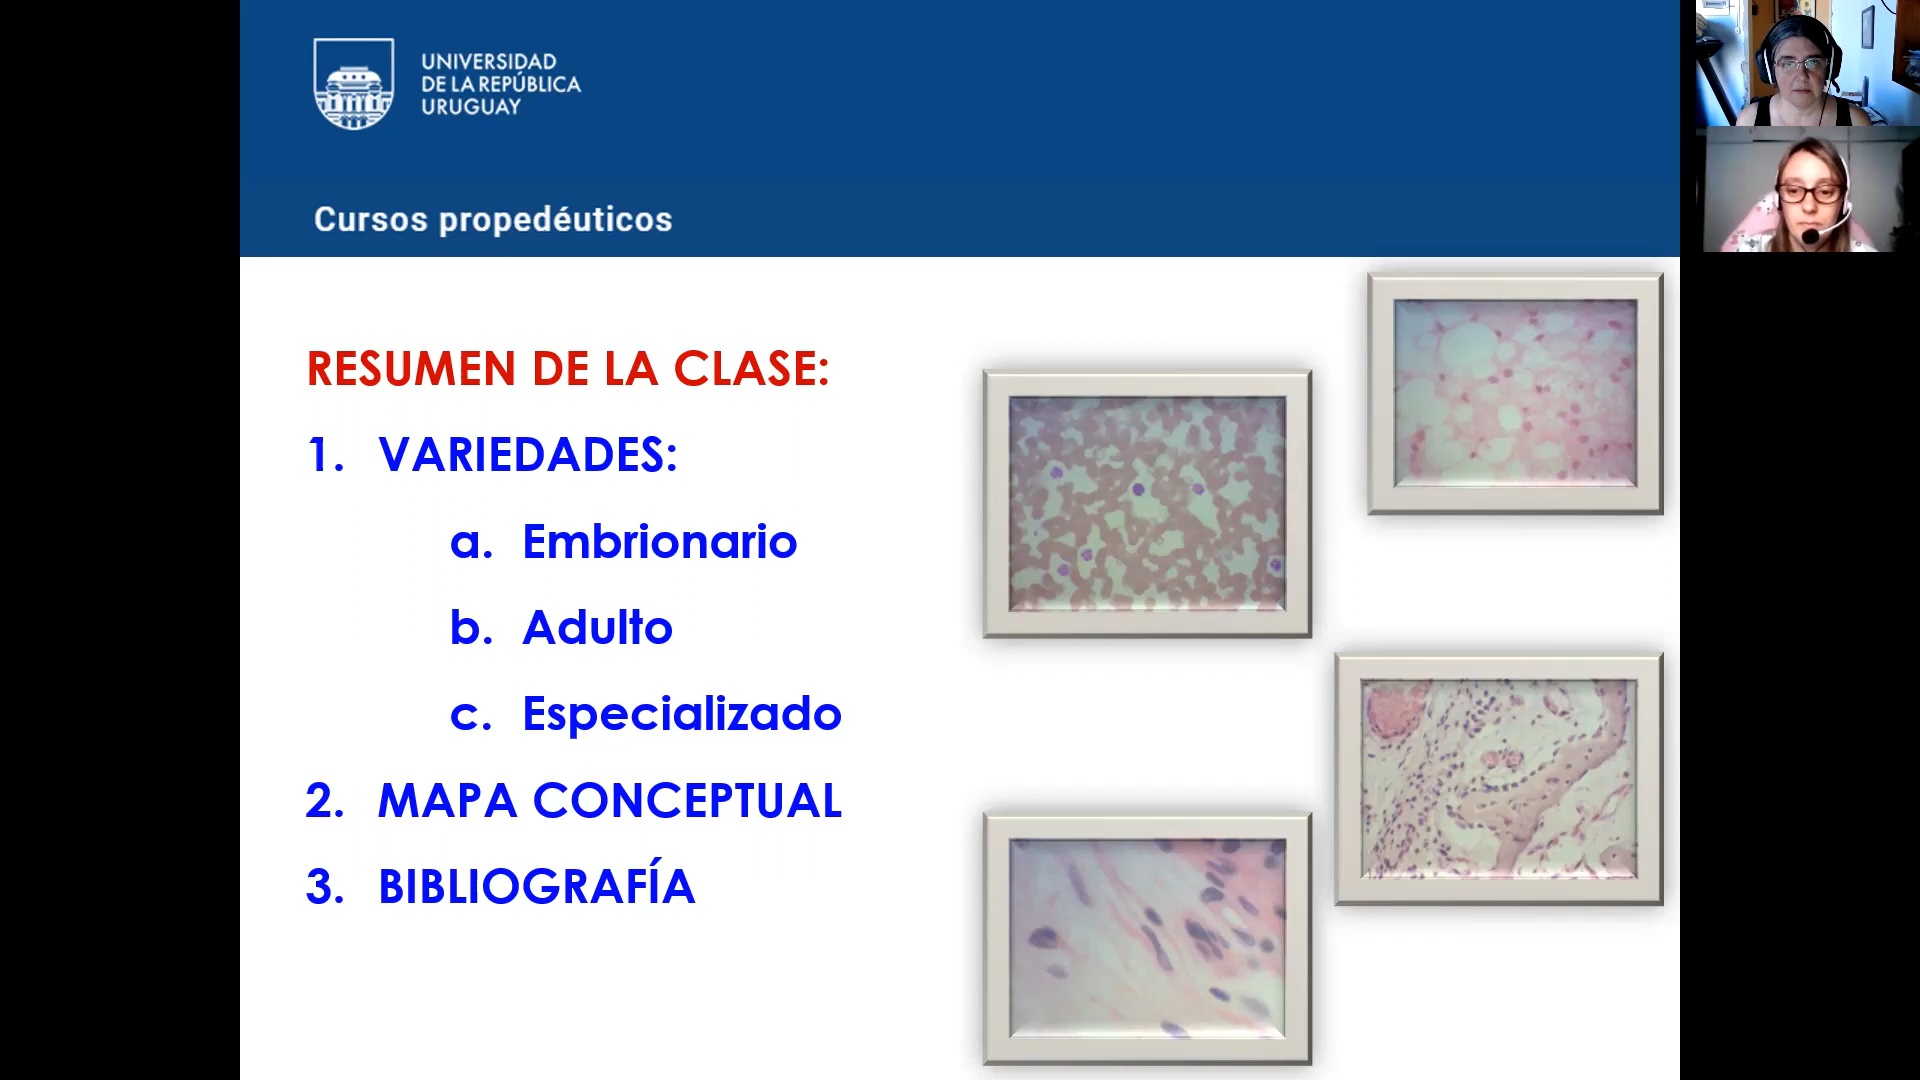 UNIVERSIDAD
DE LA REPÚBLICA
URUGUAY
Cursos propedéuticos
RESUMEN DE LA CLASE:
1. VARIEDADES:
a. Embrionario
b. Adulto
c. Especializado
2. MAPA CONCEPTUAL
3. BIBLIOGRAFÍA